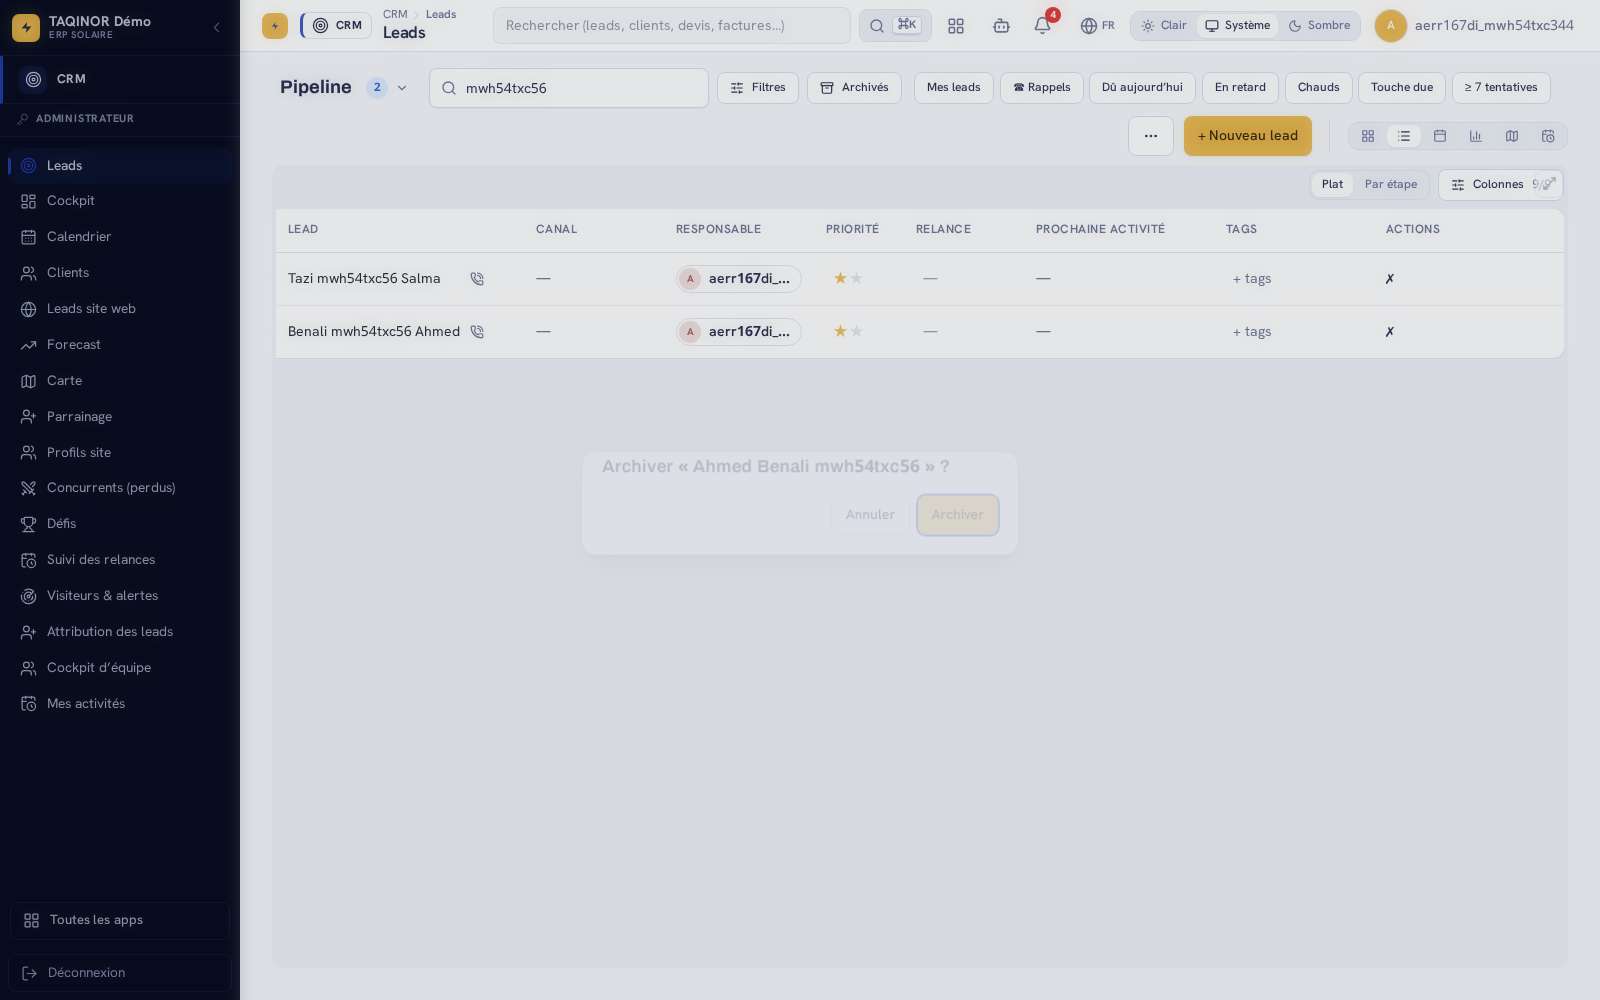 TAQINOR Démo
ERP SOLAIRE
CRM
ADMINISTRATEUR
Leads
Cockpit
Calendrier
Clients
Leads site web
Forecast
Carte
Parrainage
Profils site
Concurrents (perdus)
Défis
Suivi des relances
Visiteurs & alertes
Attribution des leads
Cockpit d’équipe
Mes activités
Toutes les apps
Déconnexion
CRM
CRM Leads
Leads
Rechercher (leads, clients, devis, factures…)
⌘K
4
FR
Clair Système Sombre
A aerr167di_mwh54txc344
Pipeline 2
mwh54txc56
Filtres
Archivés
Mes leads
☎ Rappels
Dû aujourd’hui
En retard
Chauds
Touche due
≥ 7 tentatives
+ Nouveau lead
Plat Par étape
Colonnes
LEAD CANAL RESPONSABLE PRIORITÉ RELANCE PROCHAINE ACTIVITÉ TAGS ACTIONS
Tazi mwh54txc56 Salma — A aerr167di_... ★★ — — + tags ✗
Benali mwh54txc56 Ahmed — A aerr167di_... ★★ — — + tags ✗
Archiver « Ahmed Benali mwh54txc56 » ?
Annuler Archiver